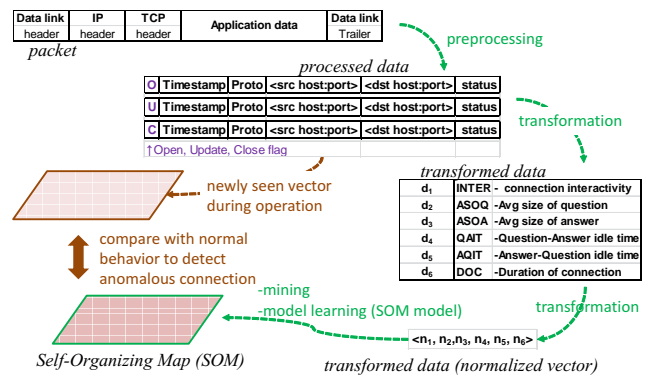 Data link IP TCP Application data Data link
header header header Trailer
packet
preprocessing
processed data
O Timestamp Proto <src host:port> <dst host:port> status
U Timestamp Proto <src host:port> <dst host:port> status
C Timestamp Proto <src host:port> <dst host:port> status
↑Open, Update, Close flag
transformation
transformed data
d₁ INTER - connection interactivity
d₂ ASOQ -Avg size of question
d₃ ASOA -Avg size of answer
d₄ QAIT -Question-Answer idle time
d₅ AQIT -Answer-Question idle time
d₆ DOC -Duration of connection
newly seen vector
during operation
compare with normal
behavior to detect
anomalous connection
-mining
-model learning (SOM model)
transformation
<n₁, n₂,n₃, n₄, n₅, n₆>
Self-Organizing Map (SOM)
transformed data (normalized vector)